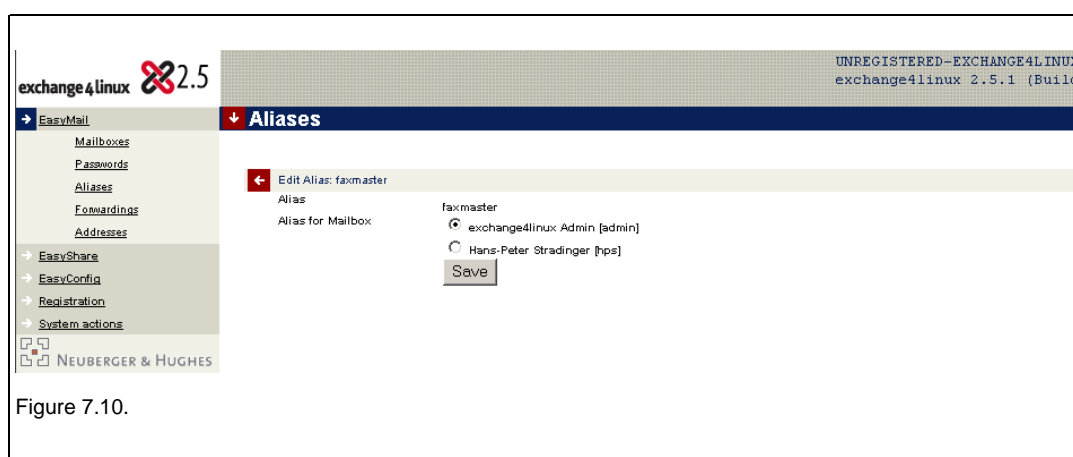 exchange4linux 2.5
UNREGISTERED-EXCHANGE4LINUX
exchange4linux 2.5.1 (Buil
EasyMail
Mailboxes
Passwords
Aliases
Forwardings
Addresses
EasyShare
EasyConfig
Registration
System actions
NEUBERGER & HUGHES
Aliases
Edit Alias: faxmaster
Alias
faxmaster
Alias for Mailbox
exchange4linux Admin [admin]
Hans-Peter Stradinger [hps]
Save
Figure 7.10.